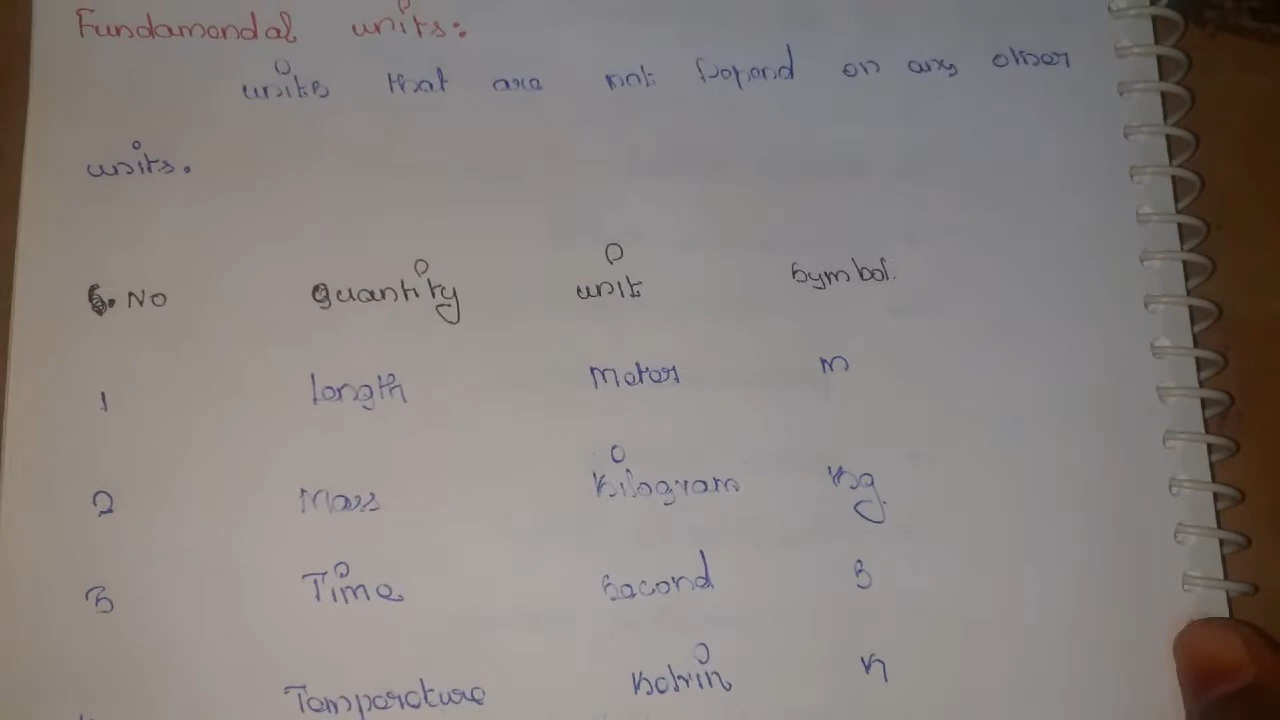 Fundamendal units:
units that are not Depend on any other
units.
S. No quantity unit symbol.
1 length Meter m
2 Mass kilogram kg
3 Time second s
Temperature kelvin K